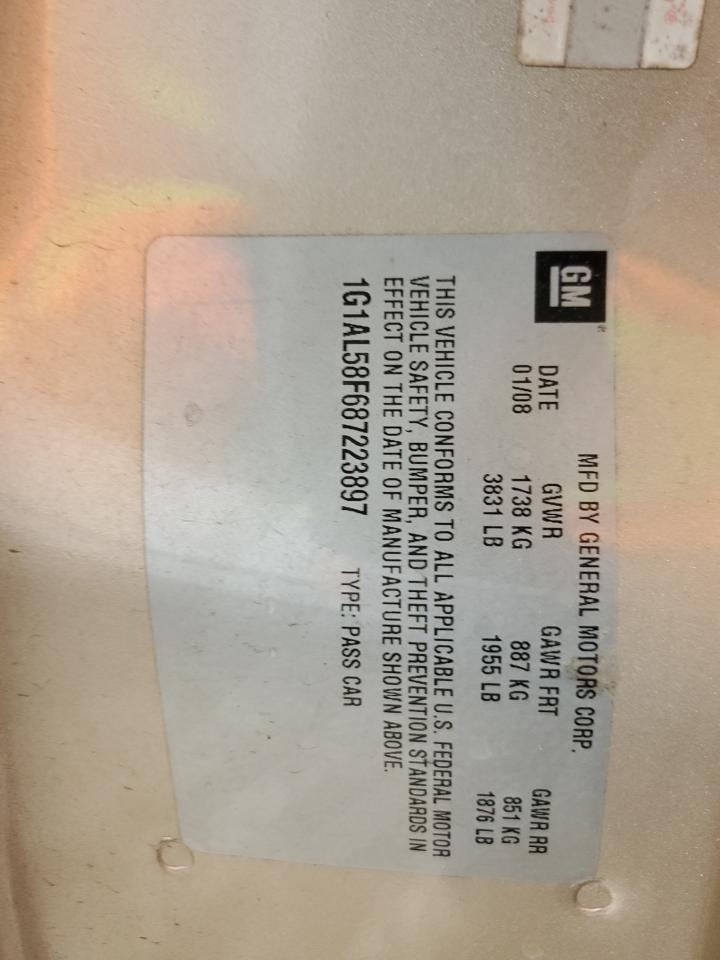 GM
MFD BY GENERAL MOTORS CORP.
DATE GVWR GAWR FRT GAWR RR
01/08 1738 KG 887 KG 851 KG
3831 LB 1955 LB 1876 LB
THIS VEHICLE CONFORMS TO ALL APPLICABLE U.S. FEDERAL MOTOR
VEHICLE SAFETY, BUMPER, AND THEFT PREVENTION STANDARDS IN
EFFECT ON THE DATE OF MANUFACTURE SHOWN ABOVE.
1G1AL58F687223897 TYPE: PASS CAR